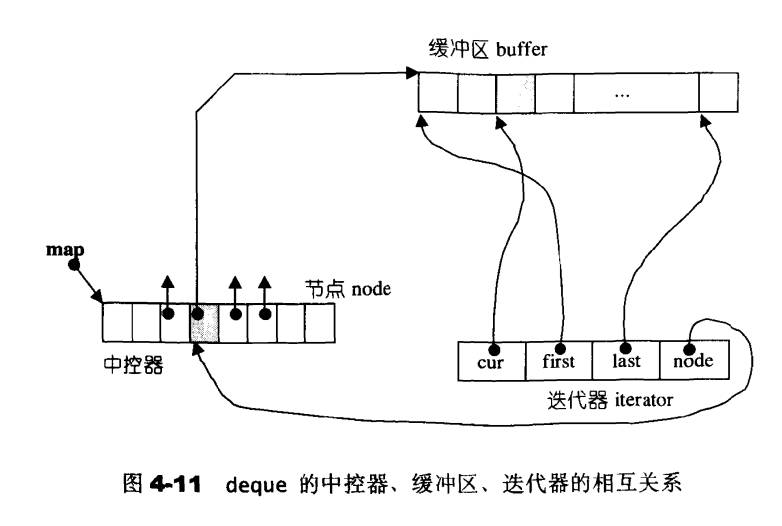 缓冲区 buffer
...
map
节点 node
中控器
cur first last node
迭代器 iterator
图 4-11 deque 的中控器、缓冲区、迭代器的相互关系